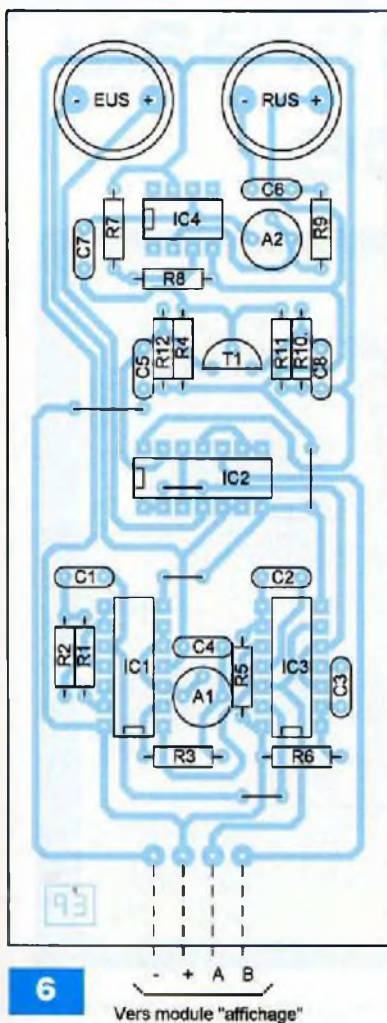 - EUS +
- RUS +
C6
R7
IC4
A2
R9
C7
R8
R12
R4
T1
R11
R10
C5
C8
IC2
C1
C2
R2
R1
IC1
C4
A1
R5
IC3
C3
R3
R6
93
- + A B
6
Vers module "affichage"